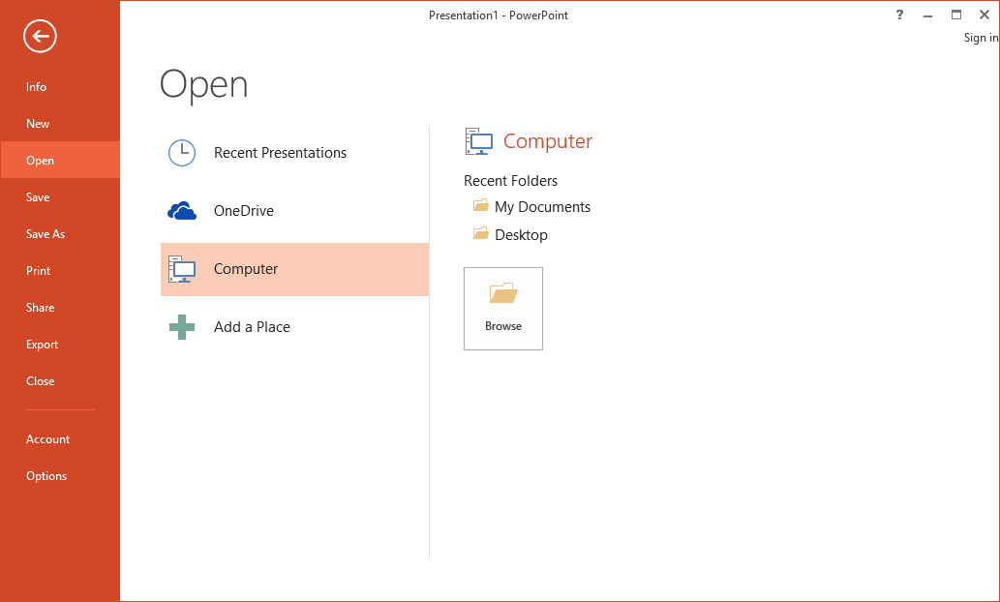 Presentation1 - PowerPoint
?
Sign in
Info
New
Open
Save
Save As
Print
Share
Export
Close
Account
Options
Open
Recent Presentations
OneDrive
Computer
Add a Place
Computer
Recent Folders
My Documents
Desktop
Browse